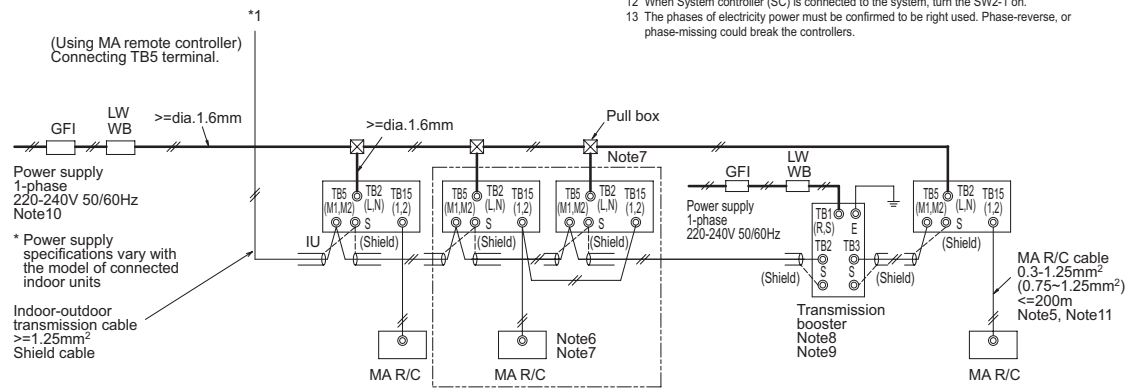 12 When System controller (SC) is connected to the system, turn the SW2-1 on.
13 The phases of electricity power must be confirmed to be right used. Phase-reverse, or
phase-missing could break the controllers.
*1
(Using MA remote controller)
Connecting TB5 terminal.
GFI
LW
WB
>=dia.1.6mm
>=dia.1.6mm
Pull box
Note7
Power supply
1-phase
220-240V 50/60Hz
Note10
* Power supply
specifications vary with
the model of connected
indoor units
Indoor-outdoor
transmission cable
>=1.25mm²
Shield cable
IU
TB5 TB2 TB15
(M1,M2) (L,N) (1,2)
S
(Shield)
TB5 TB2 TB15
(M1,M2) (L,N) (1,2)
S
(Shield)
TB5 TB2 TB15
(M1,M2) (L,N) (1,2)
S
(Shield)
GFI
LW
WB
Power supply
1-phase
220-240V 50/60Hz
TB1
(R,S) E
TB2 TB3
S S
(Shield)
(Shield)
Transmission
booster
Note8
Note9
TB5 TB2 TB15
(M1,M2) (L,N) (1,2)
S
(Shield)
MA R/C cable
0.3-1.25mm²
(0.75~1.25mm²)
<=200m
Note5, Note11
Note6
Note7
MA R/C
MA R/C
MA R/C